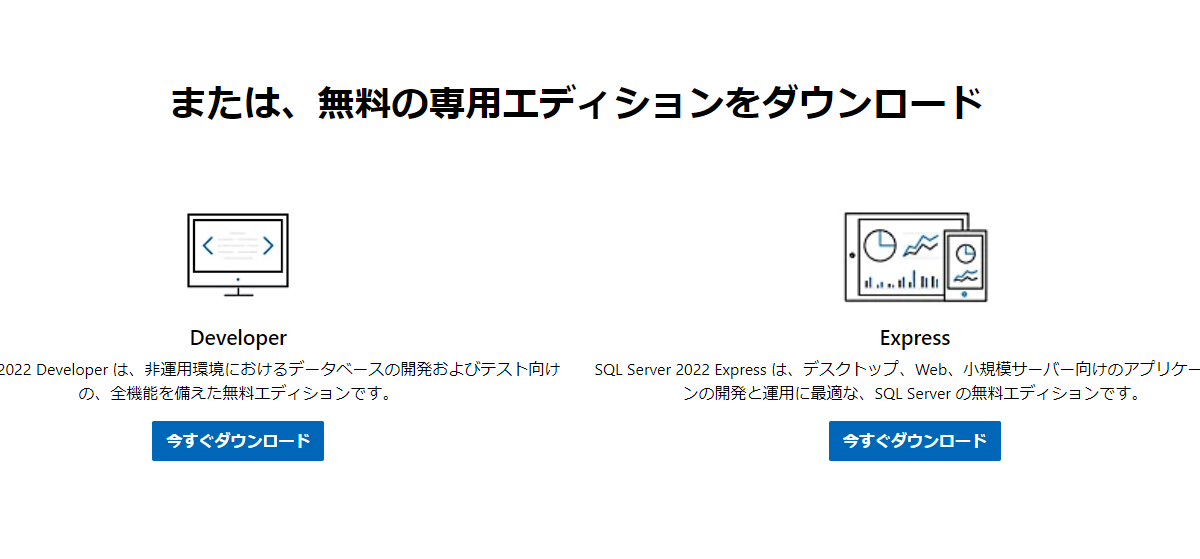 または、無料の専用エディションをダウンロード
Developer
2022 Developer は、非運用環境におけるデータベースの開発およびテスト向け
の、全機能を備えた無料エディションです。
今すぐダウンロード
Express
SQL Server 2022 Express は、デスクトップ、Web、小規模サーバー向けのアプリケー
ンの開発と運用に最適な、SQL Server の無料エディションです。
今すぐダウンロード